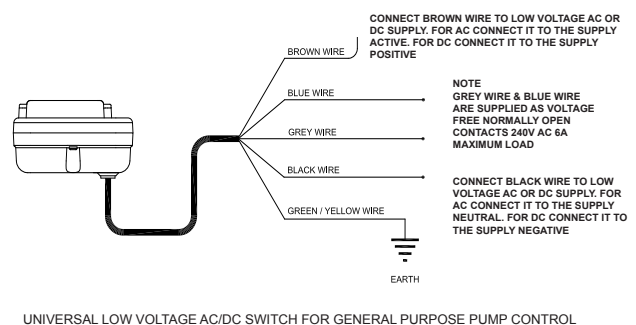 CONNECT BROWN WIRE TO LOW VOLTAGE AC OR
DC SUPPLY. FOR AC CONNECT IT TO THE SUPPLY
ACTIVE. FOR DC CONNECT IT TO THE SUPPLY
POSITIVE
BROWN WIRE
BLUE WIRE
NOTE
GREY WIRE & BLUE WIRE
ARE SUPPLIED AS VOLTAGE
FREE NORMALLY OPEN
CONTACTS 240V AC 6A
MAXIMUM LOAD
GREY WIRE
BLACK WIRE
CONNECT BLACK WIRE TO LOW
VOLTAGE AC OR DC SUPPLY. FOR
AC CONNECT IT TO THE SUPPLY
NEUTRAL. FOR DC CONNECT IT TO
THE SUPPLY NEGATIVE
GREEN / YELLOW WIRE
EARTH
UNIVERSAL LOW VOLTAGE AC/DC SWITCH FOR GENERAL PURPOSE PUMP CONTROL